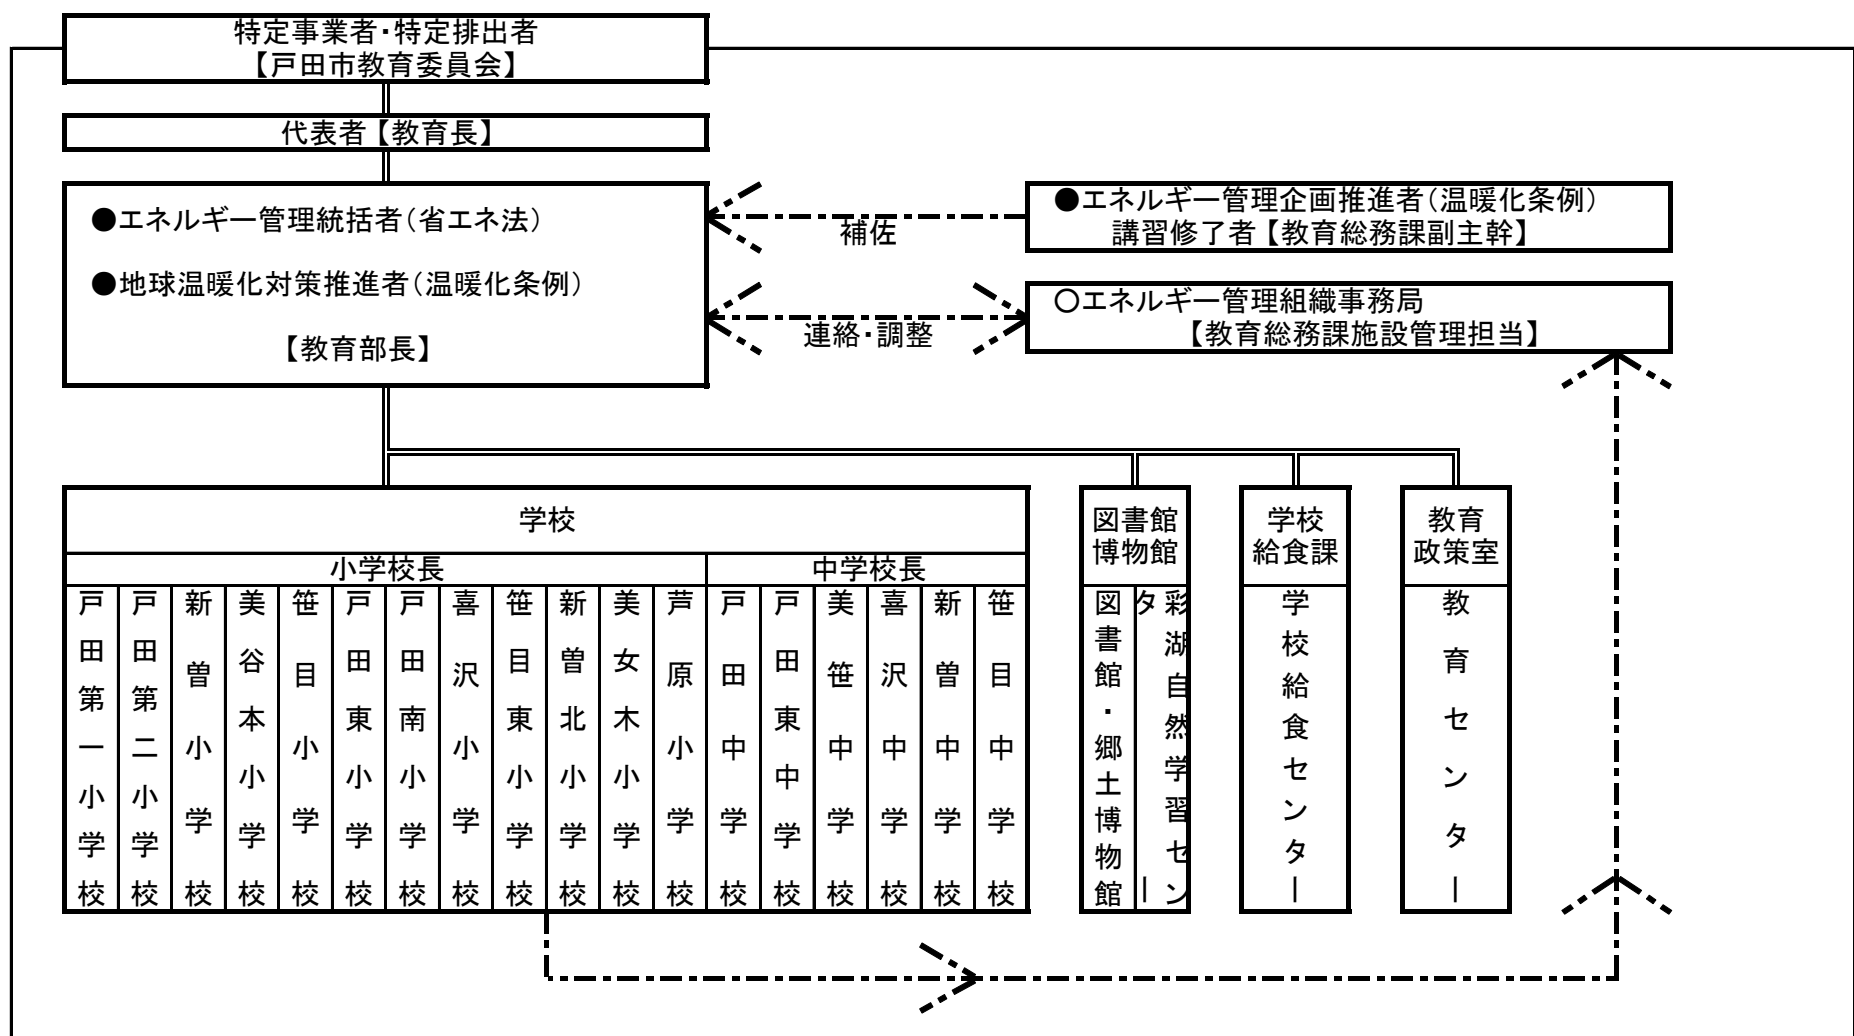 特定事業者・特定排出者
【戸田市教育委員会】
代表者【教育長】
●エネルギー管理統括者(省エネ法)
●地球温暖化対策推進者(温暖化条例)
【教育部長】
補佐
●エネルギー管理企画推進者(温暖化条例)
講習修了者【教育総務課副主幹】
連絡・調整
○エネルギー管理組織事務局
【教育総務課施設管理担当】
学校
小学校長
中学校長
戸田第一小学校
戸田第二小学校
新曽小学校
美谷本小学校
笹目小学校
戸田東小学校
戸田南小学校
喜沢小学校
笹目東小学校
新曽北小学校
美女木小学校
芦原小学校
戸田中学校
戸田東中学校
美笹中学校
喜沢中学校
新曽中学校
笹目中学校
図書館
博物館
図書館・郷土博物館
彩湖自然学習センター
学校
給食課
学校給食センター
教育
政策室
教育センター